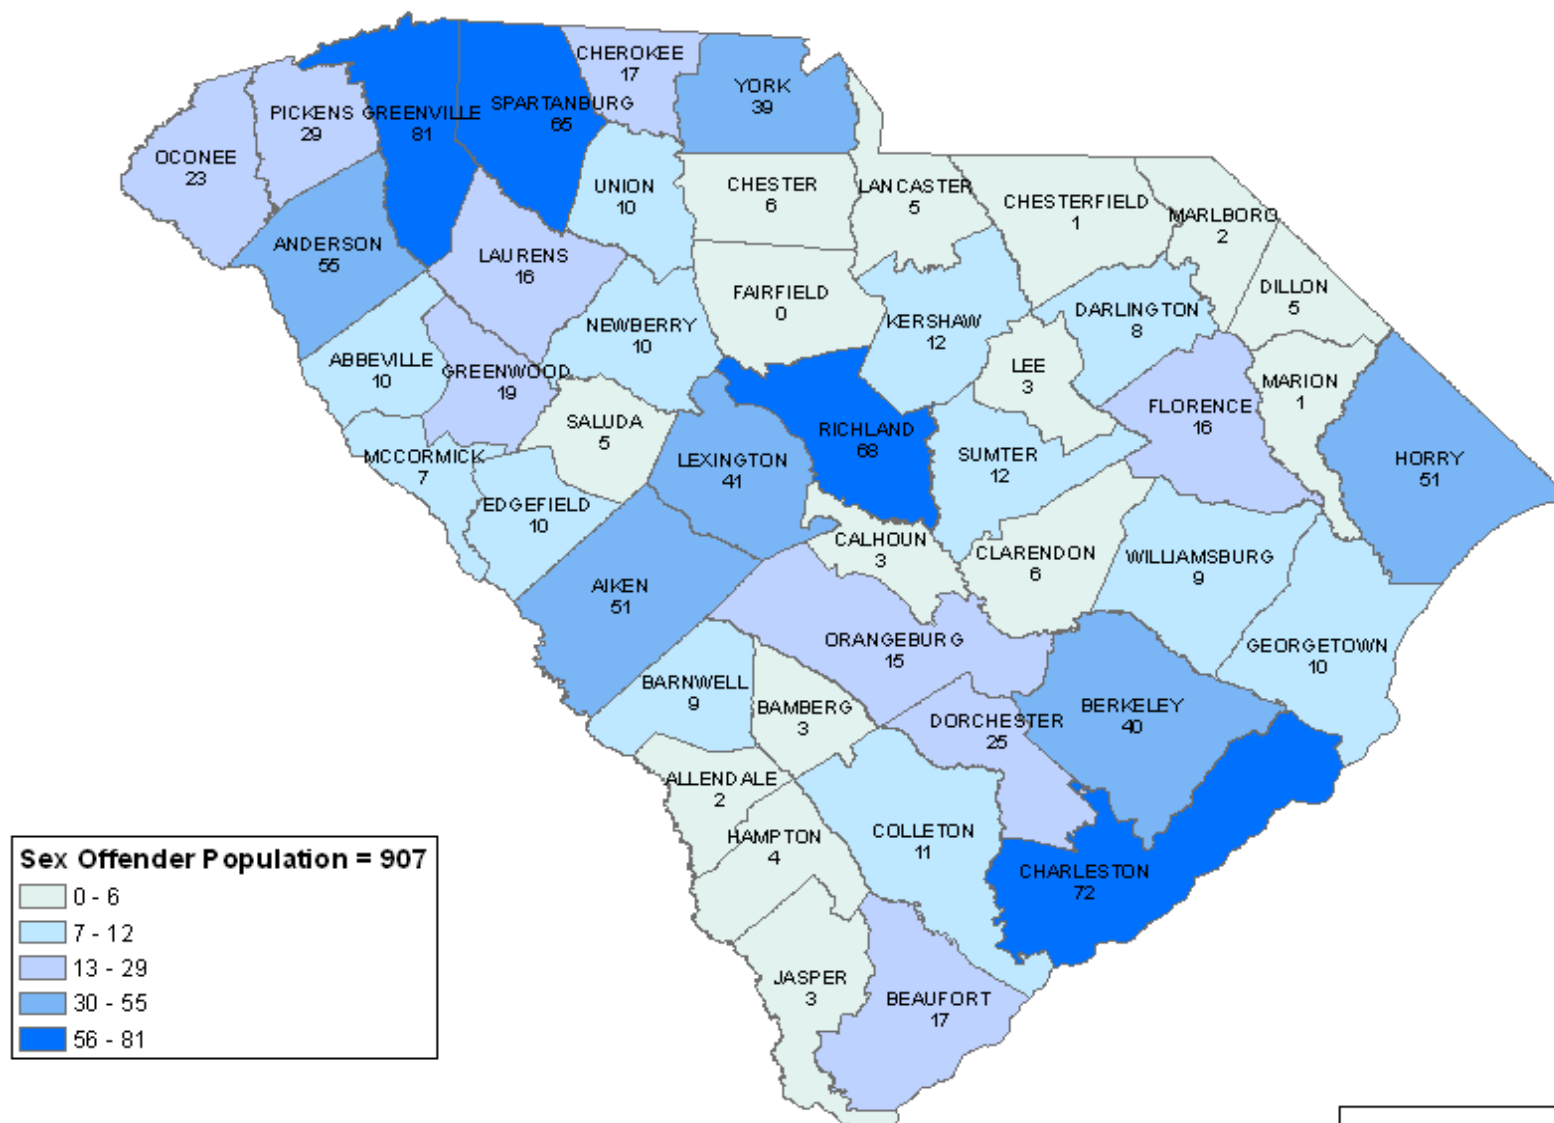 CHEROKEE
17
YORK
39
SPARTANBURG
65
PICKENS
29
GREENVILLE
81
OCONEE
23
UNION
10
CHESTER
6
LANCASTER
5
CHESTERFIELD
1
MARLBORO
2
ANDERSON
55
LAURENS
16
DILLON
5
FAIRFIELD
0
NEWBERRY
10
KERSHAW
12
DARLINGTON
8
ABBEVILLE
10
GREENWOOD
19
LEE
3
MARION
1
FLORENCE
16
SALUDA
5
RICHLAND
68
MCCORMICK
7
LEXINGTON
41
SUMTER
12
HORRY
51
EDGEFIELD
10
CALHOUN
3
CLARENDON
6
WILLIAMSBURG
9
AIKEN
51
ORANGEBURG
15
GEORGETOWN
10
BARNWELL
9
BAMBERG
3
DORCHESTER
25
BERKELEY
40
ALLENDALE
2
HAMPTON
4
COLLETON
11
CHARLESTON
72
JASPER
3
BEAUFORT
17
Sex Offender Population = 907
0 - 6
7 - 12
13 - 29
30 - 55
56 - 81